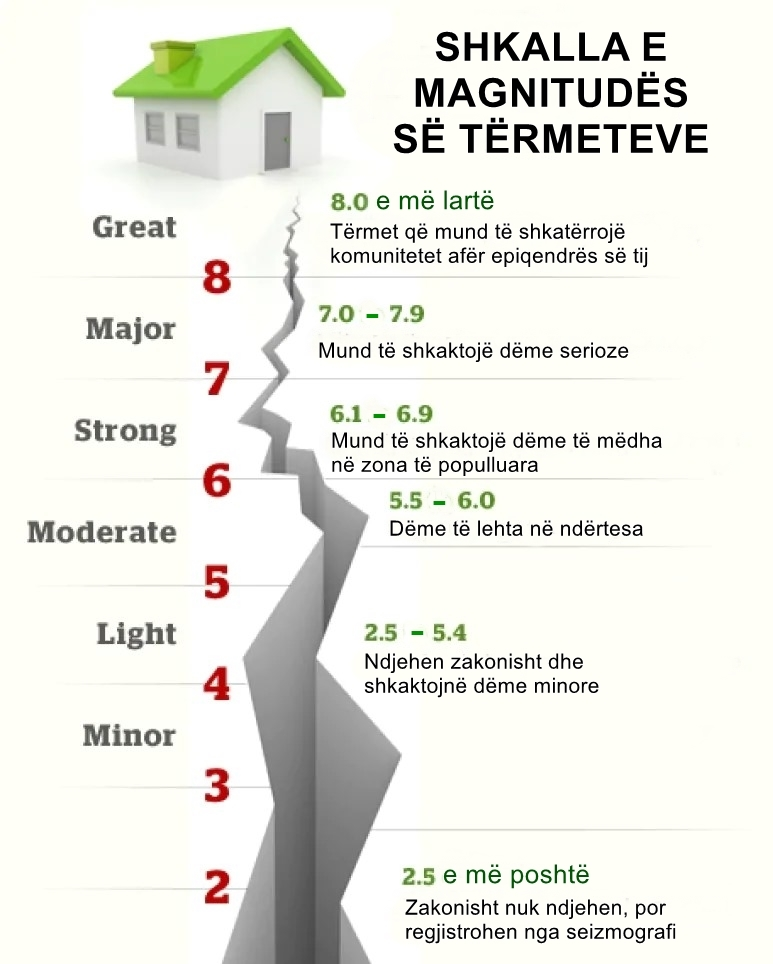 SHKALLA E
MAGNITUDËS
SË TËRMETEVE
Great
8.0 e më lartë
Tërmet që mund të shkatërrojë
komunitetet afër epiqendrës së tij
8
Major
7.0 – 7.9
Mund të shkaktojë dëme serioze
7
Strong
6.1 – 6.9
Mund të shkaktojë dëme të mëdha
në zona të populluara
6
Moderate
5.5 – 6.0
Dëme të lehta në ndërtesa
5
Light
2.5 – 5.4
Ndjehen zakonisht dhe
shkaktojnë dëme minore
4
Minor
3
2.5 e më poshtë
2
Zakonisht nuk ndjehen, por
regjistrohen nga seizmografi